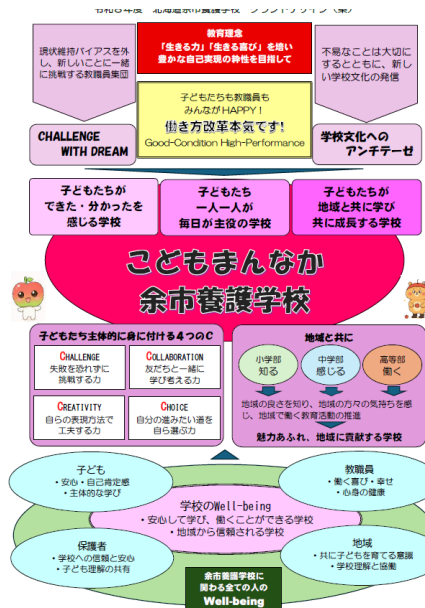 令和8年度　北海道余市養護学校　グランドデザイン（案）
教育理念
「生きる力」「生きる喜び」を培い
豊かな自己実現の粋性を目指して
現状維持バイアスを外
し、新しいことに一緒
に挑戦する教職員集団
不易なことは大切に
するとともに、新し
い学校文化の発信
子どもたちも教職員も
みんながHAPPY！
働き方改革本気です!
Good-Condition High-Performance
CHALLENGE
WITH DREAM
学校文化への
アンチテーゼ
子どもたちが
できた・分かったを
感じる学校
子どもたち
一人一人が
毎日が主役の学校
子どもたちが
地域と共に学び
共に成長する学校
こどもまんなか
余市養護学校
子どもたち主体的に身に付ける４つのC
CHALLENGE
失敗を恐れずに
挑戦する力
COLLABORATION
友だちと一緒に
学び考える力
CREATIVITY
自らの表現方法で
工夫する力
CHOICE
自分の進みたい道を
自ら選ぶ力
地域と共に
小学部
知る
中学部
感じる
高等部
働く
地域の良さを知り、地域の方々の気持ちを感
じ、地域で働く教育活動の推進
魅力あふれ、地域に貢献する学校
子ども
・安心・自己肯定感
・主体的な学び
教職員
・働く喜び・幸せ
・心身の健康
学校のWell-being
・安心して学び、働くことができる学校
・地域から信頼される学校
保護者
・学校への信頼と安心
・子ども理解の共有
地域
・共に子どもを育てる意識
・学校理解と協働
余市養護学校に
関わる全ての人の
Well-being